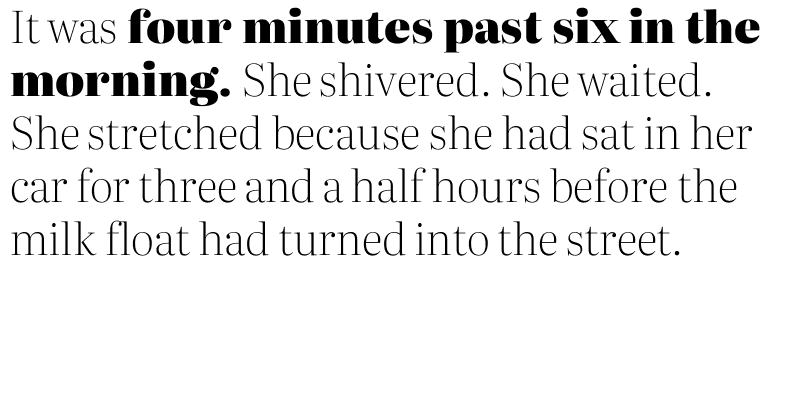 It was four minutes past six in the
morning. She shivered. She waited.
She stretched because she had sat in her
car for three and a half hours before the
milk float had turned into the street.